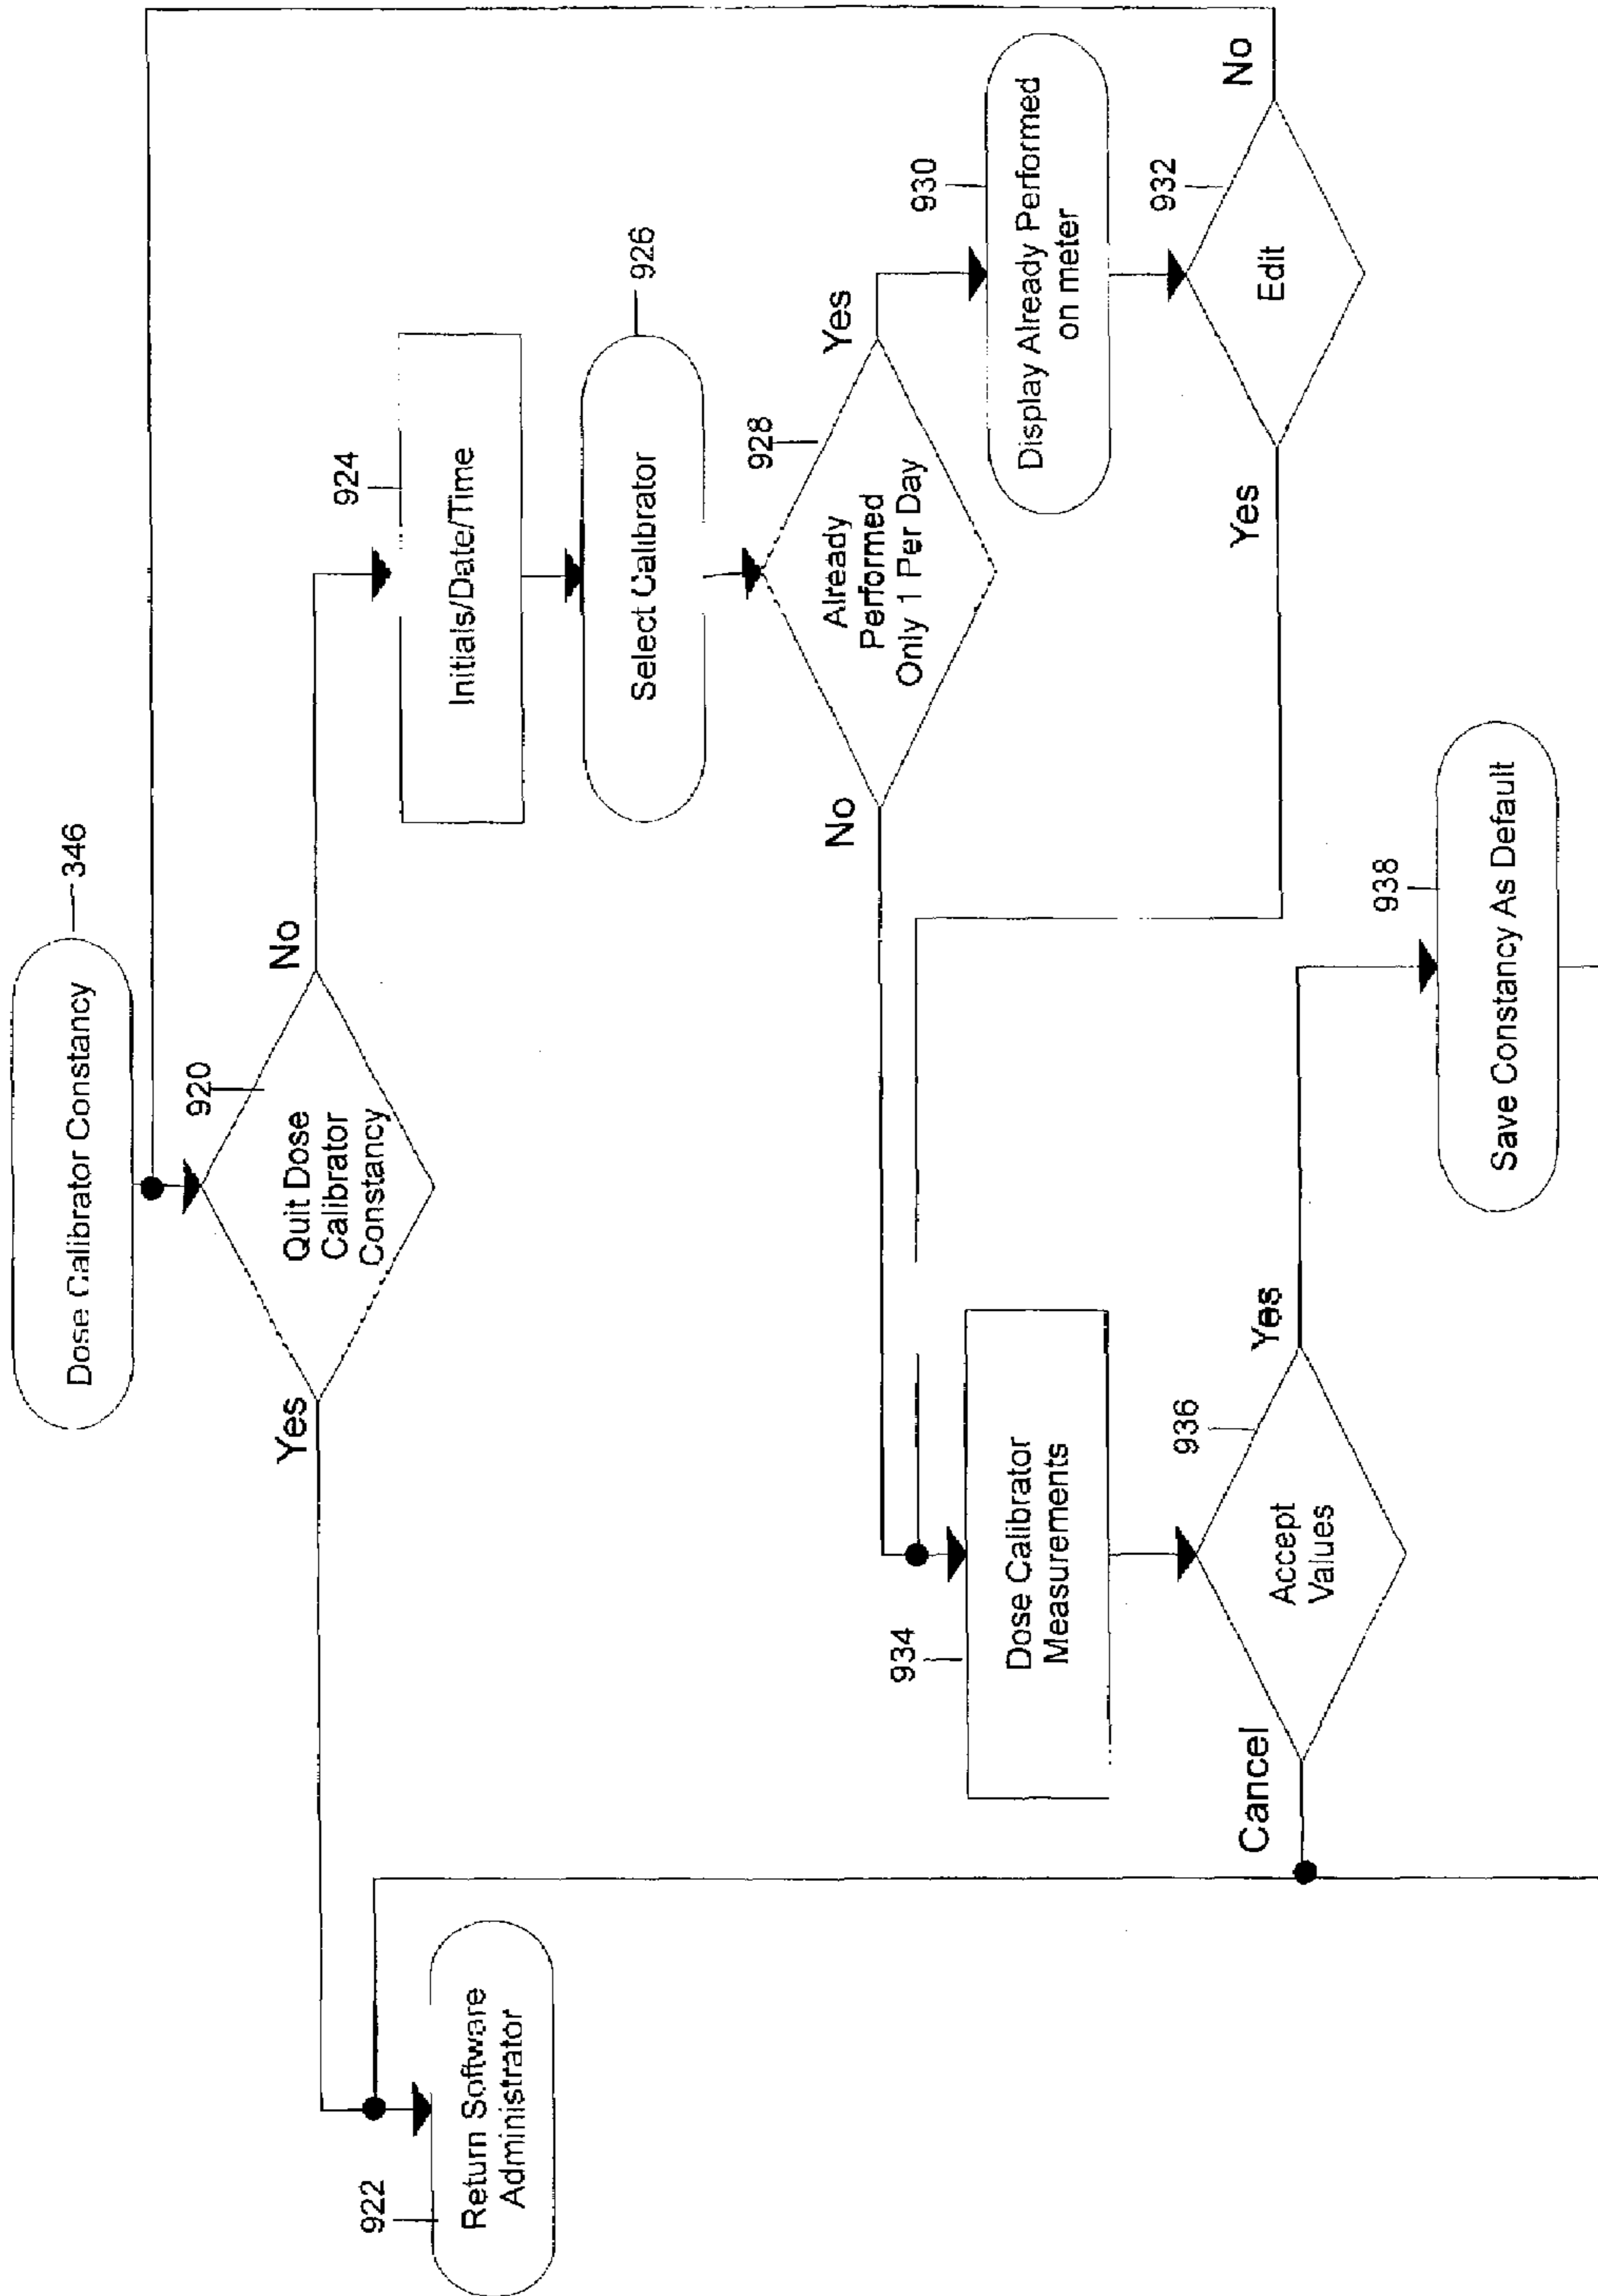 Dose Calibrator Constancy
346
920
Quit Dose
Calibrator
Constancy
Yes
No
922
Return Software
Administrator
924
Initials/Date/Time
926
Select Calibrator
928
Already
Performed
Only 1 Per Day
No
Yes
930
Display Already Performed
on meter
932
Edit
Yes
No
934
Dose Calibrator
Measurements
936
Accept
Values
Cancel
Yes
938
Save Constancy As Default